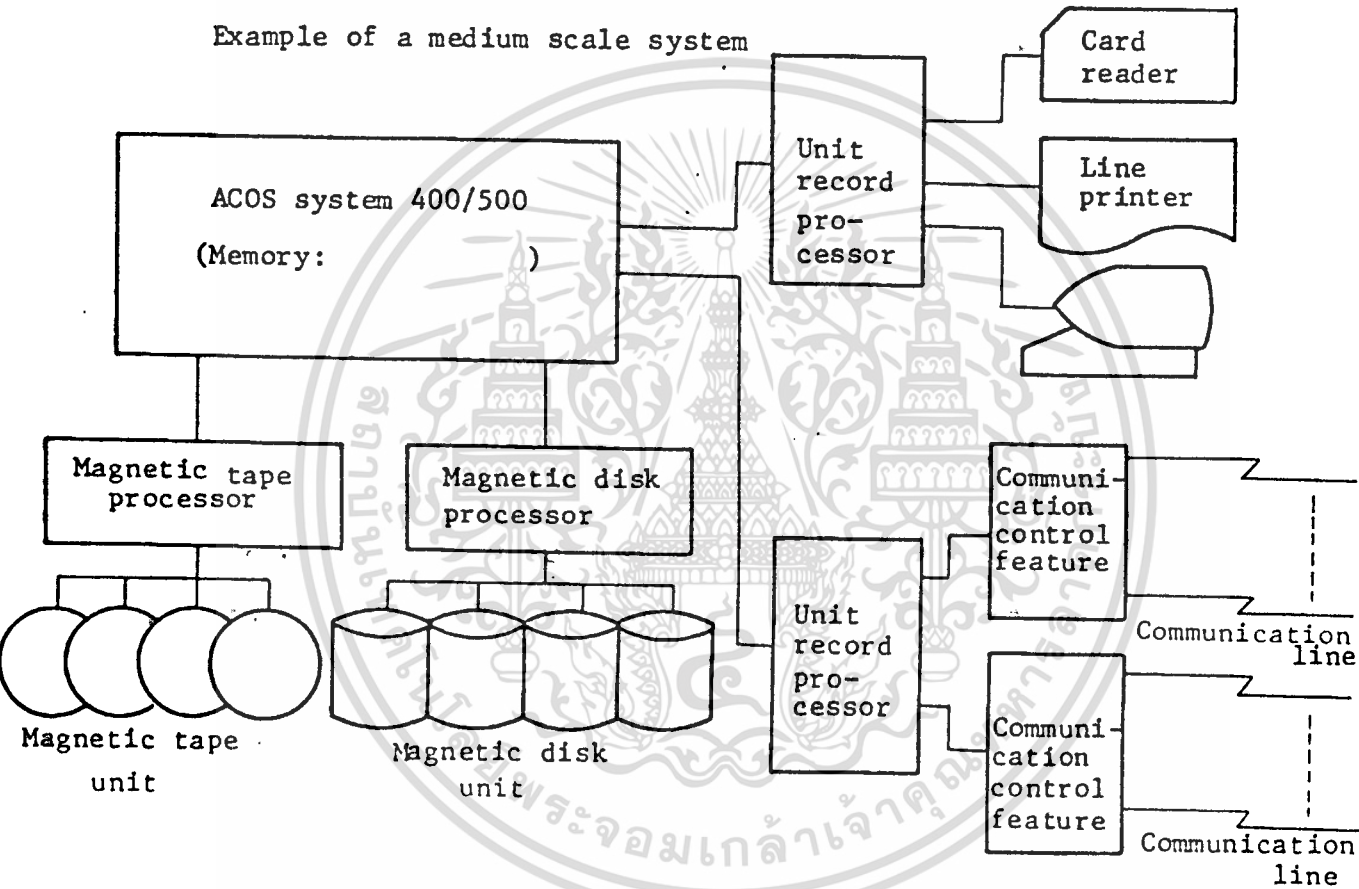 Example of a medium scale system
Card
reader
Unit
record
pro-
cessor
Line
printer
ACOS system 400/500
(Memory: )
Magnetic tape
processor
Magnetic disk
processor
Magnetic tape
unit
Magnetic disk
unit
Unit
record
pro-
cessor
Communi-
cation
control
feature
Communication
line
Communi-
cation
control
feature
Communication
line